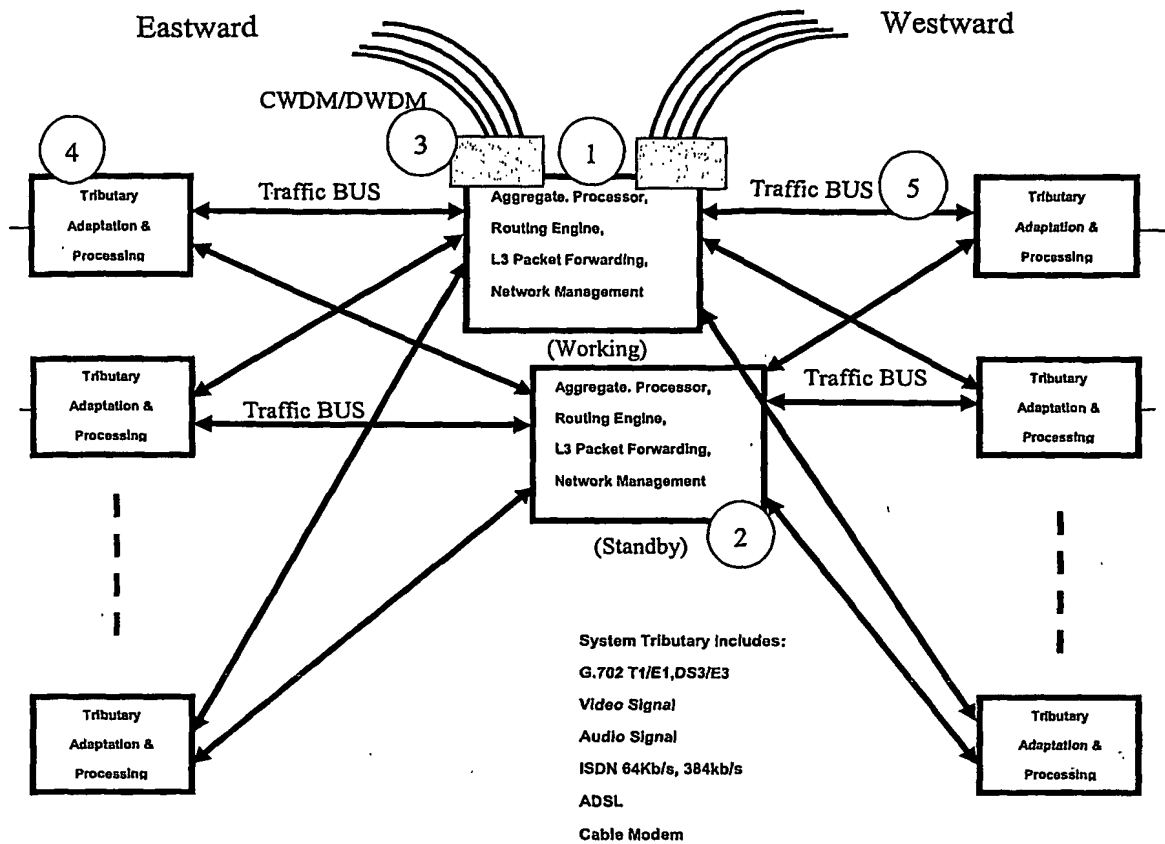 Eastward
Westward
CWDM/DWDM
3
1
4
5
Tributary
Adaptation &
Processing
Traffic BUS
Aggregate. Processor,
Routing Engine,
L3 Packet Forwarding,
Network Management
Traffic BUS
Tributary
Adaptation &
Processing
(Working)
Tributary
Adaptation &
Processing
Traffic BUS
Aggregate. Processor,
Routing Engine,
L3 Packet Forwarding,
Network Management
Traffic BUS
Tributary
Adaptation &
Processing
(Standby)
2
Tributary
Adaptation &
Processing
System Tributary Includes:
G.702 T1/E1,DS3/E3
Video Signal
Audio Signal
ISDN 64Kb/s, 384kb/s
ADSL
Cable Modem
Tributary
Adaptation &
Processing